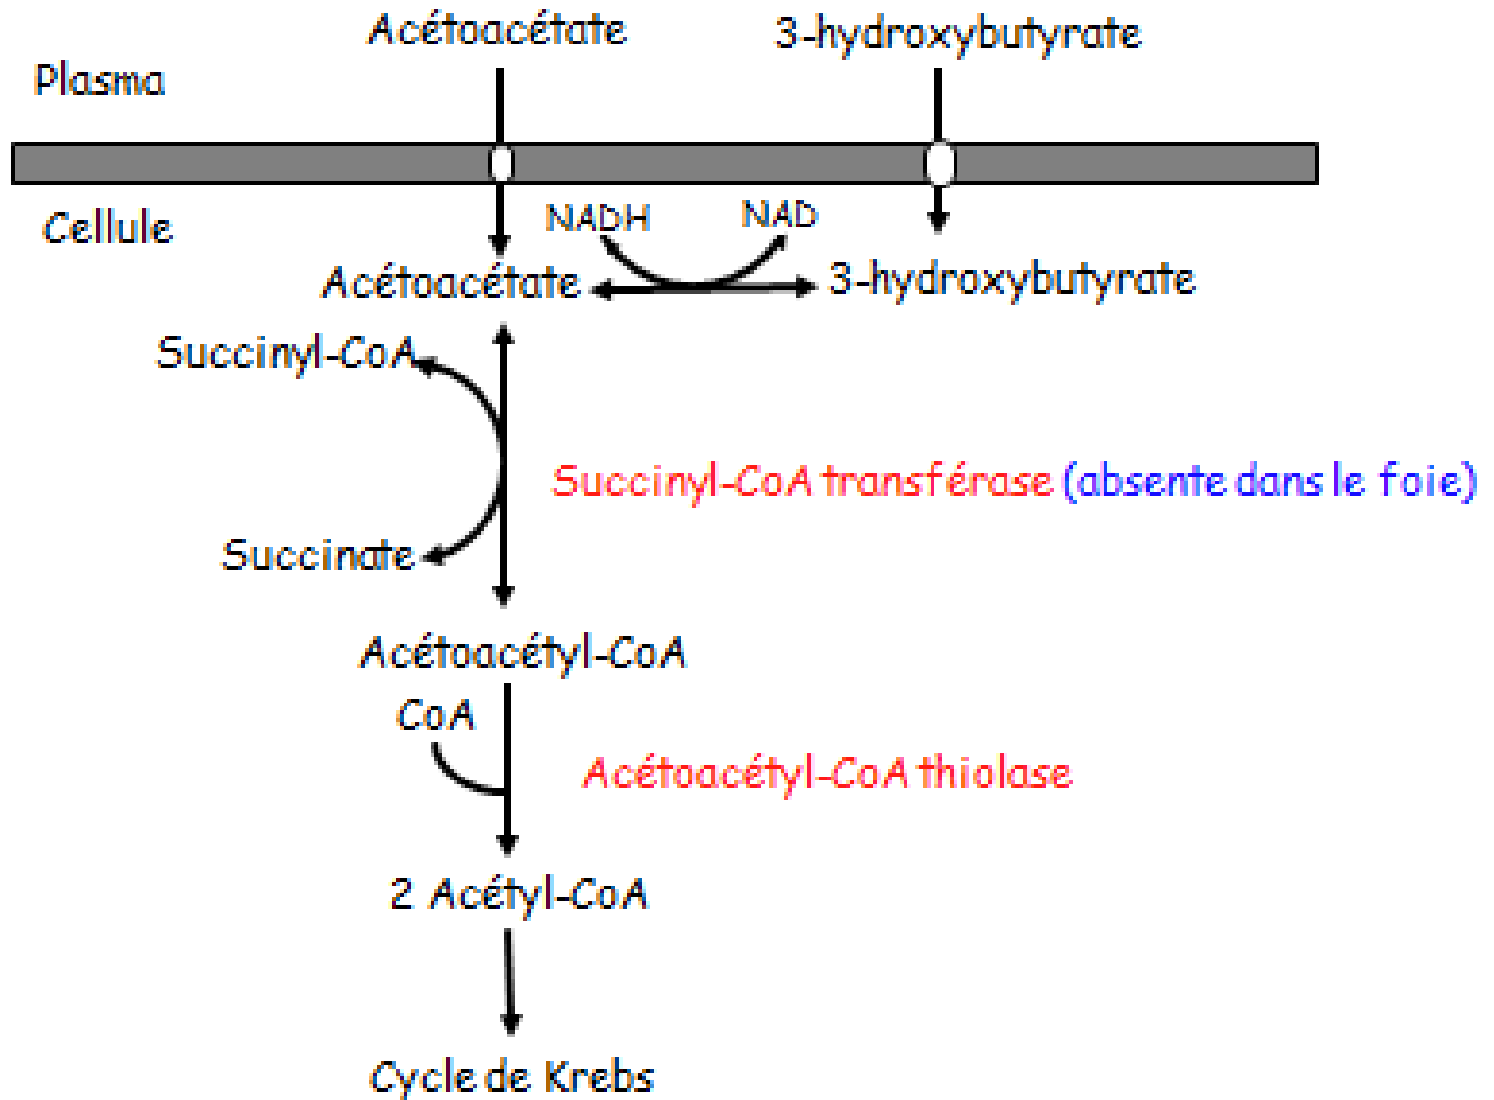 Acétoacétate
3-hydroxybutyrate
Plasma
Cellule
NADH
NAD
Acétoacétate
3-hydroxybutyrate
Succinyl-CoA
Succinyl-CoA transférase (absente dans le foie)
Succinate
Acétoacétyl-CoA
CoA
Acétoacétyl-CoA thiolase
2 Acétyl-CoA
Cycle de Krebs